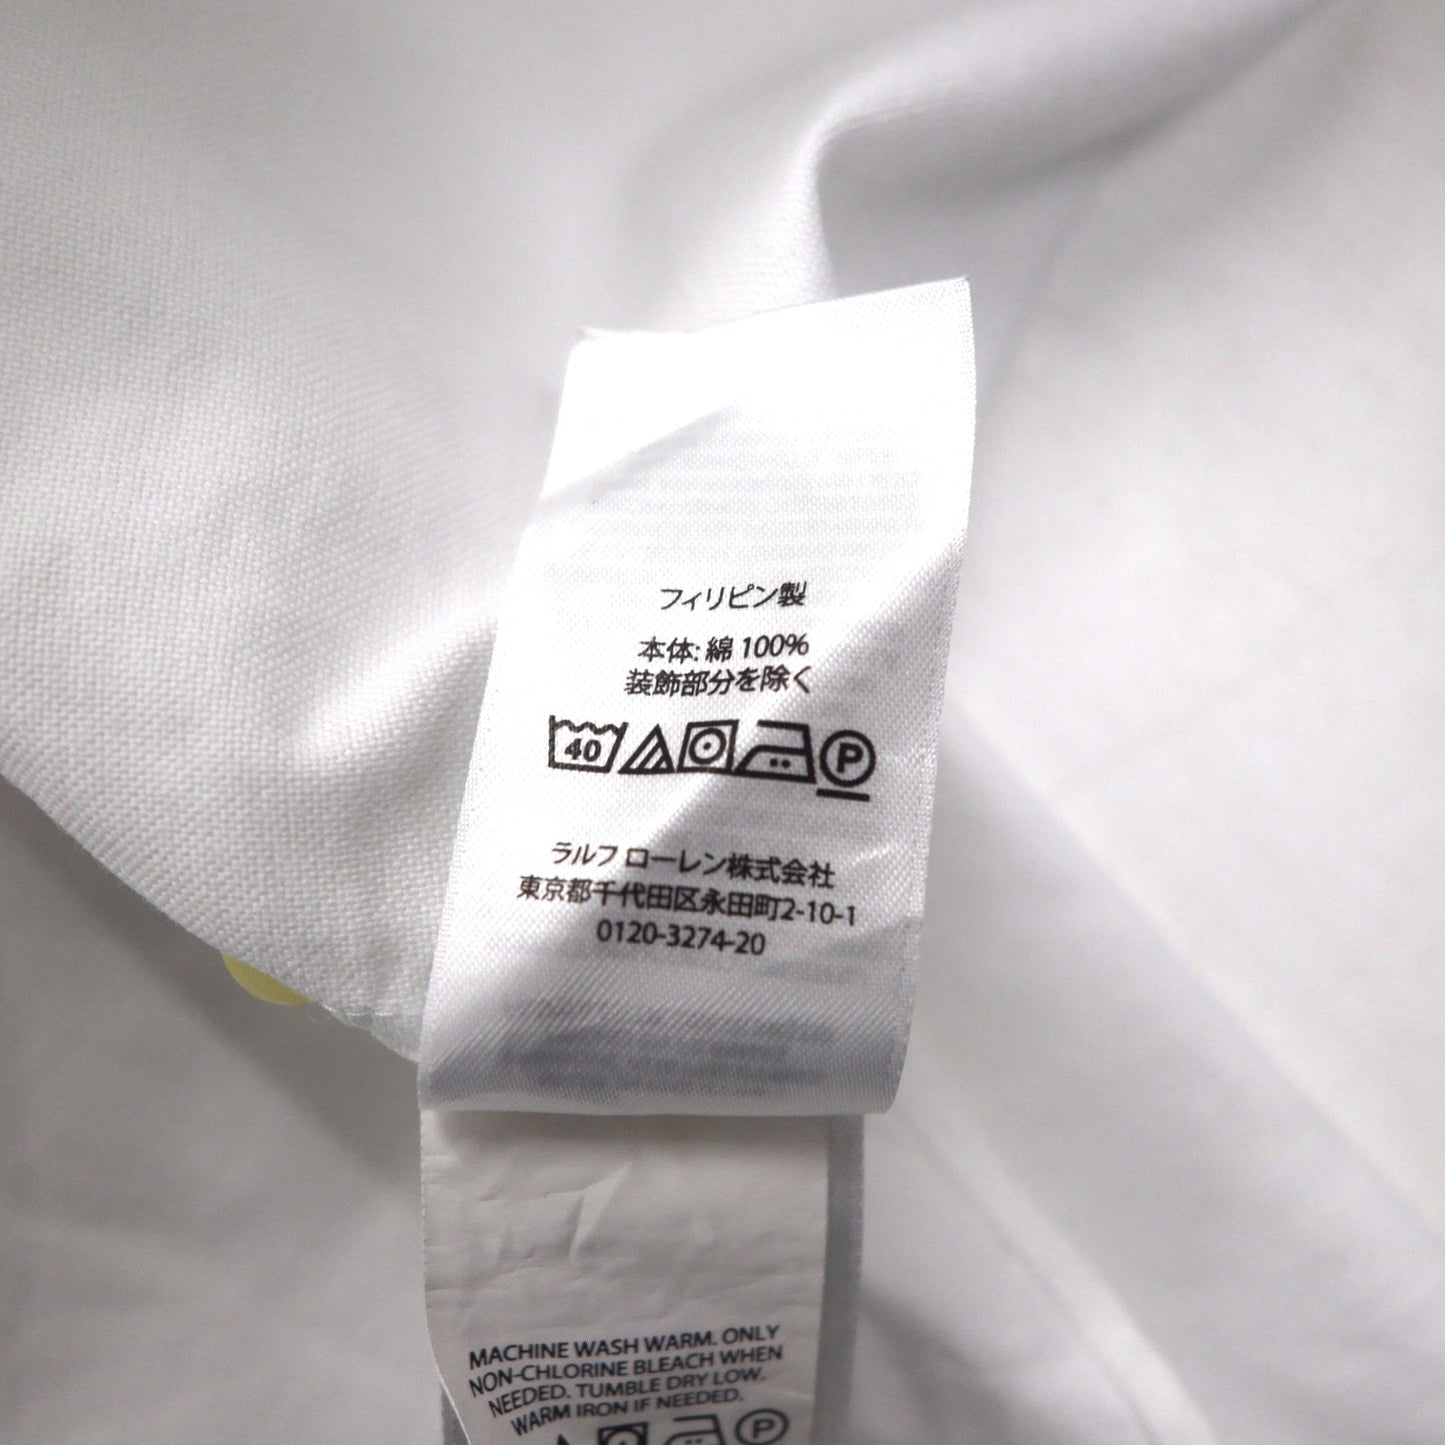 フィリピン製
本体: 綿 100%
装飾部分を除く
40 P
ラルフ ローレン株式会社
東京都千代田区永田町2-10-1
0120-3274-20
MACHINE WASH WARM. ONLY
NON-CHLORINE BLEACH WHEN
NEEDED. TUMBLE DRY LOW.
WARM IRON IF NEEDED.
P